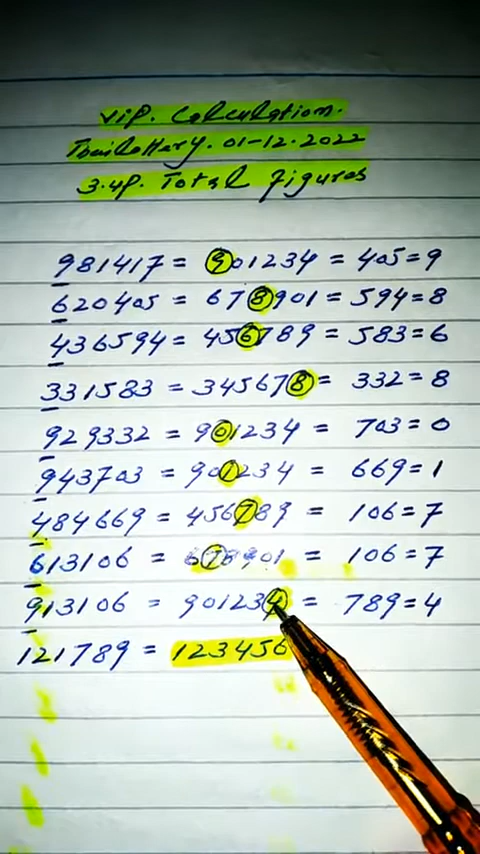 VIP. Calculation.
Thailottery. 01-12-2022
3.up. Total figures
981417 = 901234 = 405=9
620405 = 678901 = 594=8
436594 = 456789 = 583=6
331583 = 345678 = 332=8
929332 = 901234 = 703=0
943703 = 901234 = 669=1
484669 = 456789 = 106=7
613106 = 678901 = 106=7
913106 = 901234 = 789=4
121789 = 123456